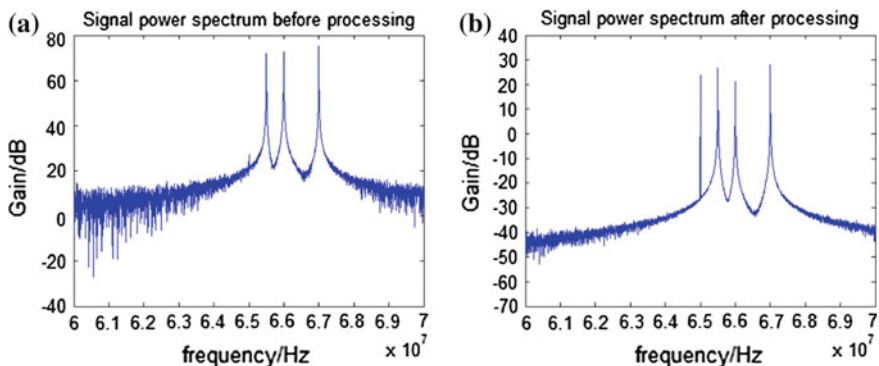 (a) Signal power spectrum before processing
80
60
40
20
0
-20
-40
Gain/dB
6 6.1 6.2 6.3 6.4 6.5 6.6 6.7 6.8 6.9 7
frequency/Hz
x 10^7
(b) Signal power spectrum after processing
40
30
20
10
0
-10
-20
-30
-40
-50
-60
-70
Gain/dB
6 6.1 6.2 6.3 6.4 6.5 6.6 6.7 6.8 6.9 7
frequency/Hz
x 10^7